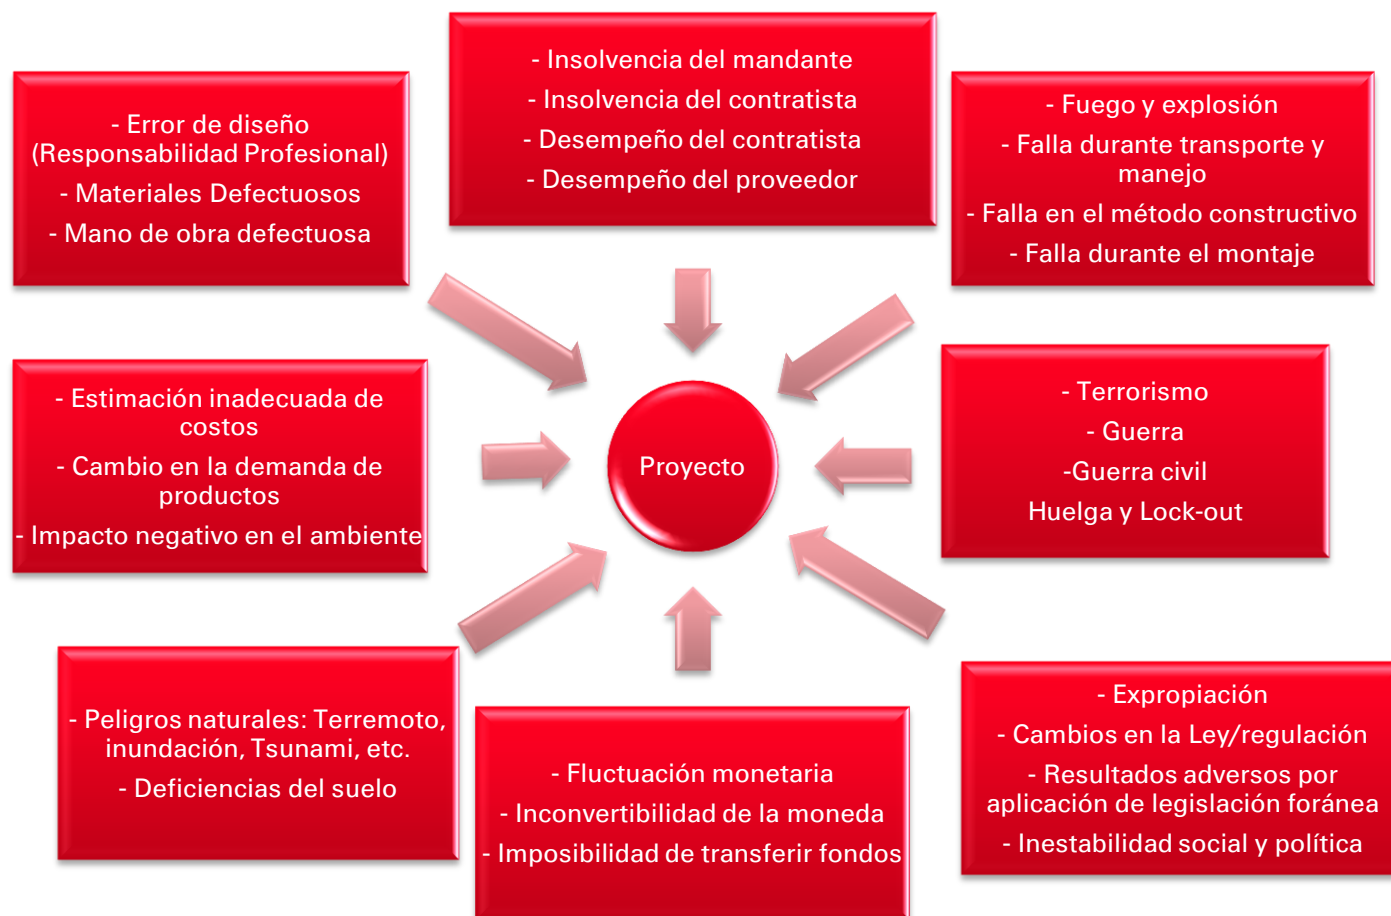 - Insolvencia del mandante
- Insolvencia del contratista
- Desempeño del contratista
- Desempeño del proveedor
- Error de diseño
(Responsabilidad Profesional)
- Materiales Defectuosos
- Mano de obra defectuosa
- Fuego y explosión
- Falla durante transporte y
manejo
- Falla en el método constructivo
- Falla durante el montaje
- Estimación inadecuada de
costos
- Cambio en la demanda de
productos
- Impacto negativo en el ambiente
Proyecto
- Terrorismo
- Guerra
-Guerra civil
Huelga y Lock-out
- Peligros naturales: Terremoto,
inundación, Tsunami, etc.
- Deficiencias del suelo
- Fluctuación monetaria
- Inconvertibilidad de la moneda
- Imposibilidad de transferir fondos
- Expropiación
- Cambios en la Ley/regulación
- Resultados adversos por
aplicación de legislación foránea
- Inestabilidad social y política